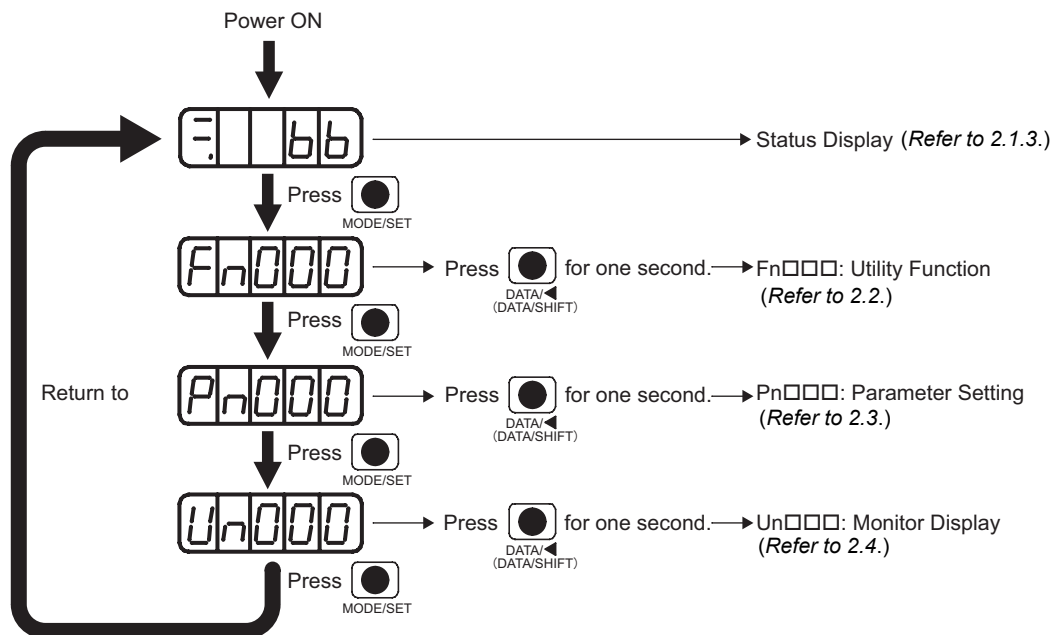 Power ON
bb
Status Display (Refer to 2.1.3.)
Press
MODE/SET
Fn000
Press
for one second.
Fn□□□: Utility Function
DATA/◀
(DATA/SHIFT)
(Refer to 2.2.)
Press
MODE/SET
Return to
Pn000
Press
for one second.
Pn□□□: Parameter Setting
DATA/◀
(DATA/SHIFT)
(Refer to 2.3.)
Press
MODE/SET
Un000
Press
for one second.
Un□□□: Monitor Display
DATA/◀
(DATA/SHIFT)
(Refer to 2.4.)
Press
MODE/SET